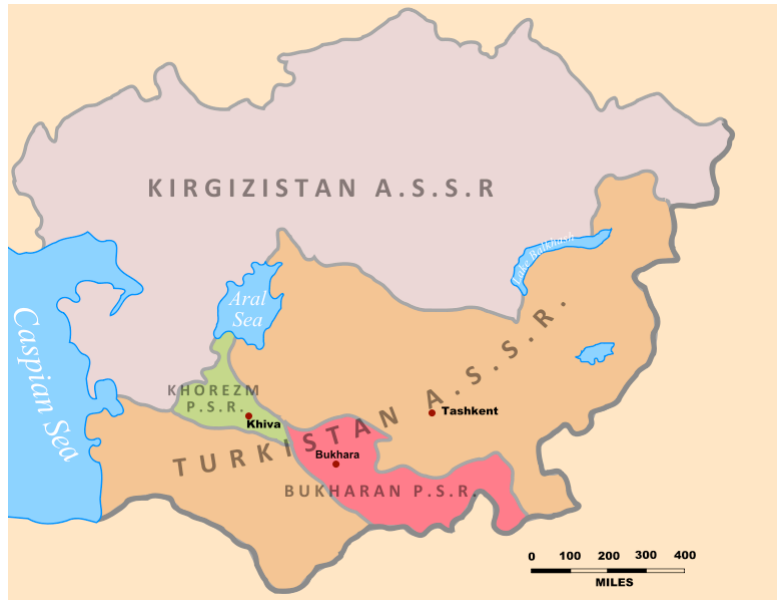 KIRGIZISTAN A.S.S.R
Lake Balkhash
Aral
Sea
Caspian Sea
KHOREZM
P.S.R.
Khiva
TURKISTAN A.S.S.R.
Tashkent
Bukhara
BUKHARAN P.S.R.
0 100 200 300 400
MILES